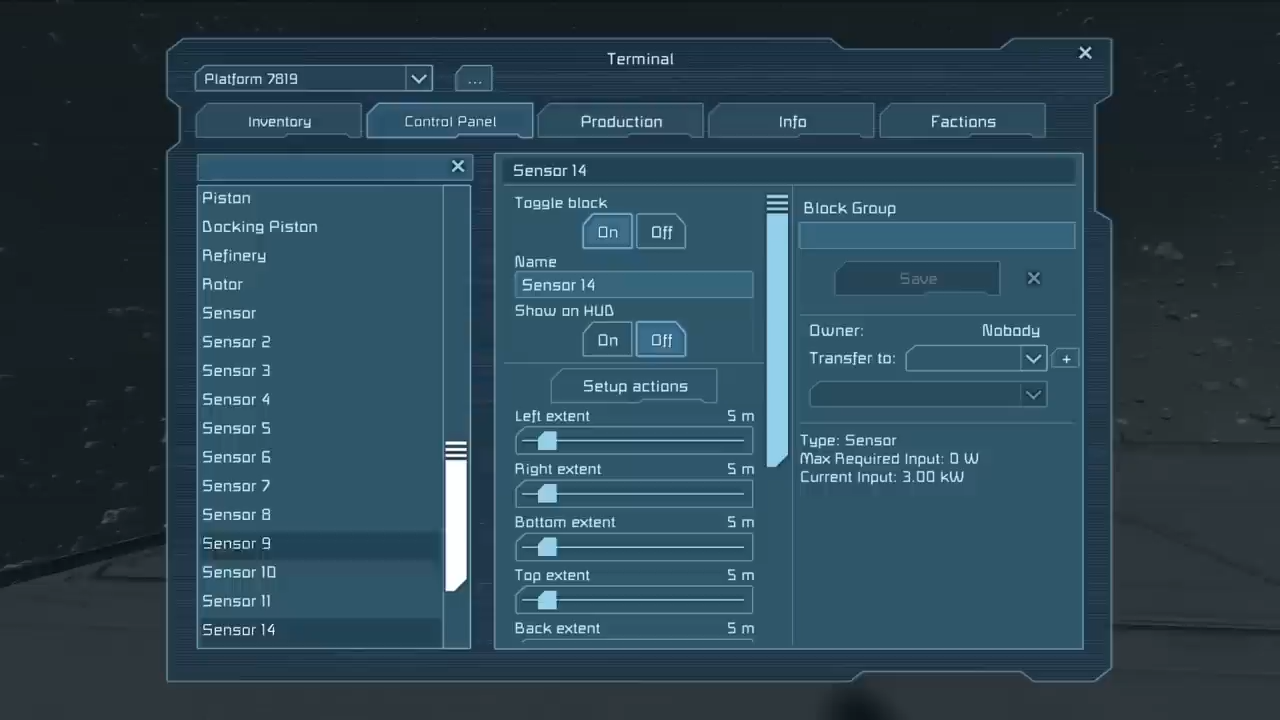 Terminal
Platform 7819
...
Inventory
Control Panel
Production
Info
Factions
Piston
Docking Piston
Refinery
Rotor
Sensor
Sensor 2
Sensor 3
Sensor 4
Sensor 5
Sensor 6
Sensor 7
Sensor 8
Sensor 9
Sensor 10
Sensor 11
Sensor 14
Sensor 14
Toggle block
On Off
Name
Sensor 14
Show on HUD
On Off
Setup actions
Left extent 5 m
Right extent 5 m
Bottom extent 5 m
Top extent 5 m
Back extent 5 m
Block Group
Save
Owner: Nobody
Transfer to: +
Type: Sensor
Max Required Input: 0 W
Current Input: 3.00 kW